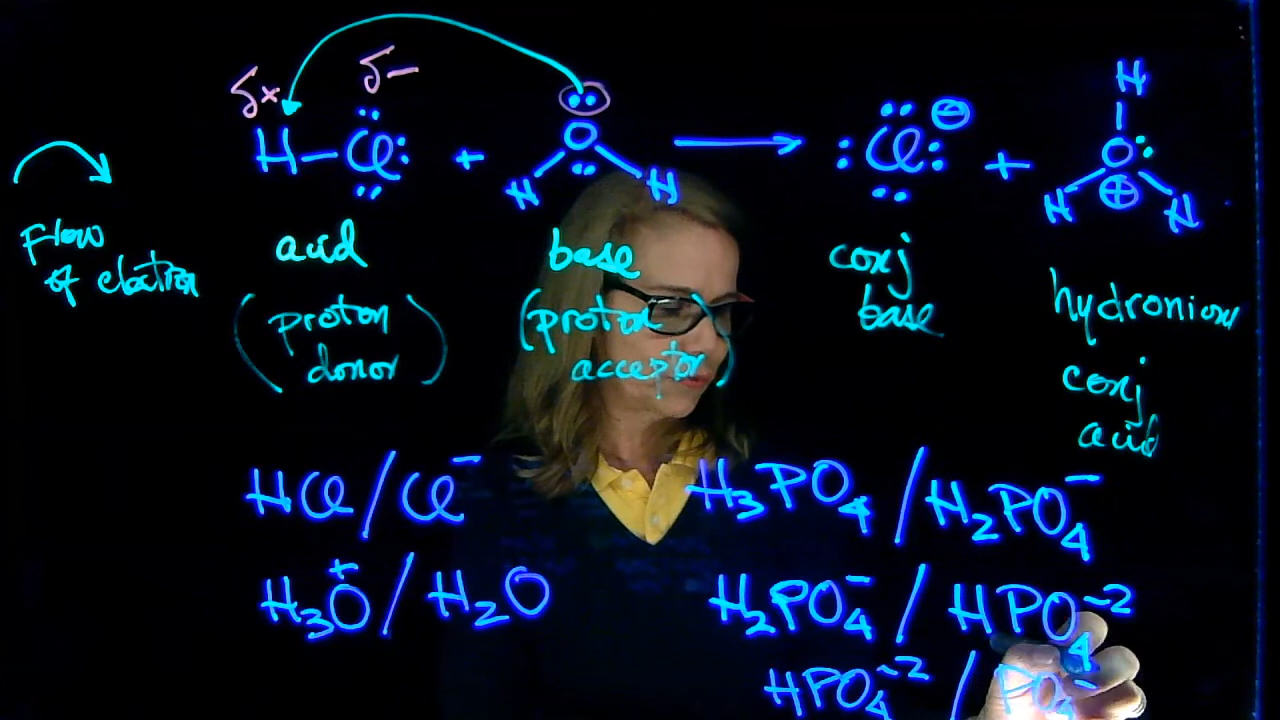 δ+ δ−
H–Cl: + O → :Cl:⊖ + H
H H
O: ⊕
H H
Flow
of electron
acid
(proton
donor)
base
(proton
acceptor)
conj
base
hydronium
conj
acid
HCl/Cl⁻
H₃O⁺/H₂O
H₃PO₄/H₂PO₄⁻
H₂PO₄⁻/HPO₄⁻²
HPO₄⁻²/PO₄⁻